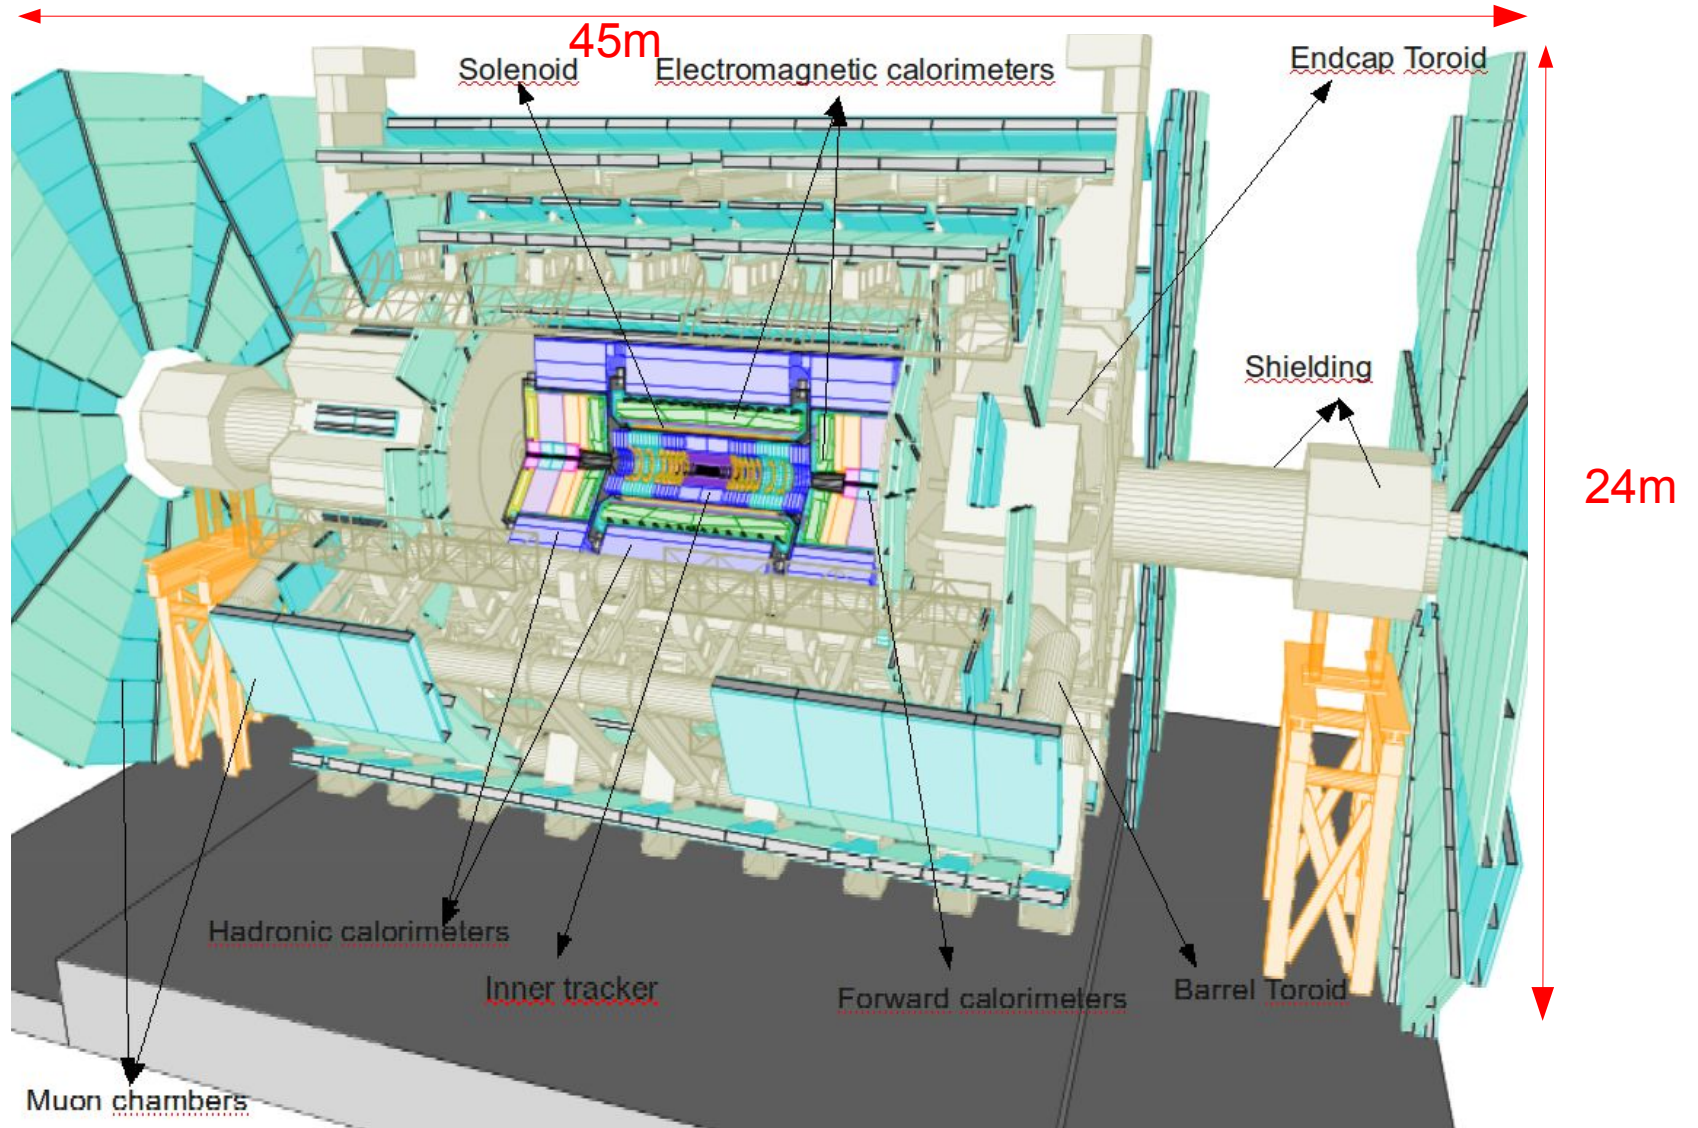 45m
Solenoid
Electromagnetic calorimeters
Endcap Toroid
Shielding
24m
Hadronic calorimeters
Inner tracker
Forward calorimeters
Barrel Toroid
Muon chambers